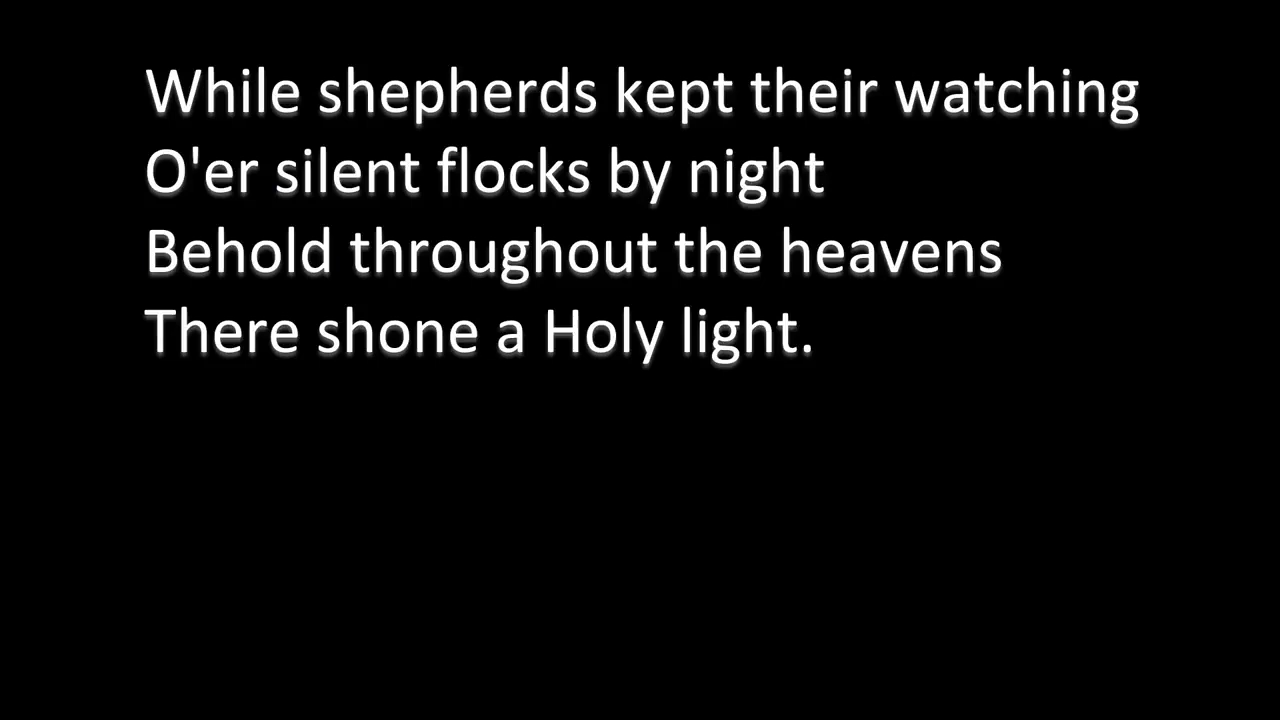 While shepherds kept their watching
O'er silent flocks by night
Behold throughout the heavens
There shone a Holy light.